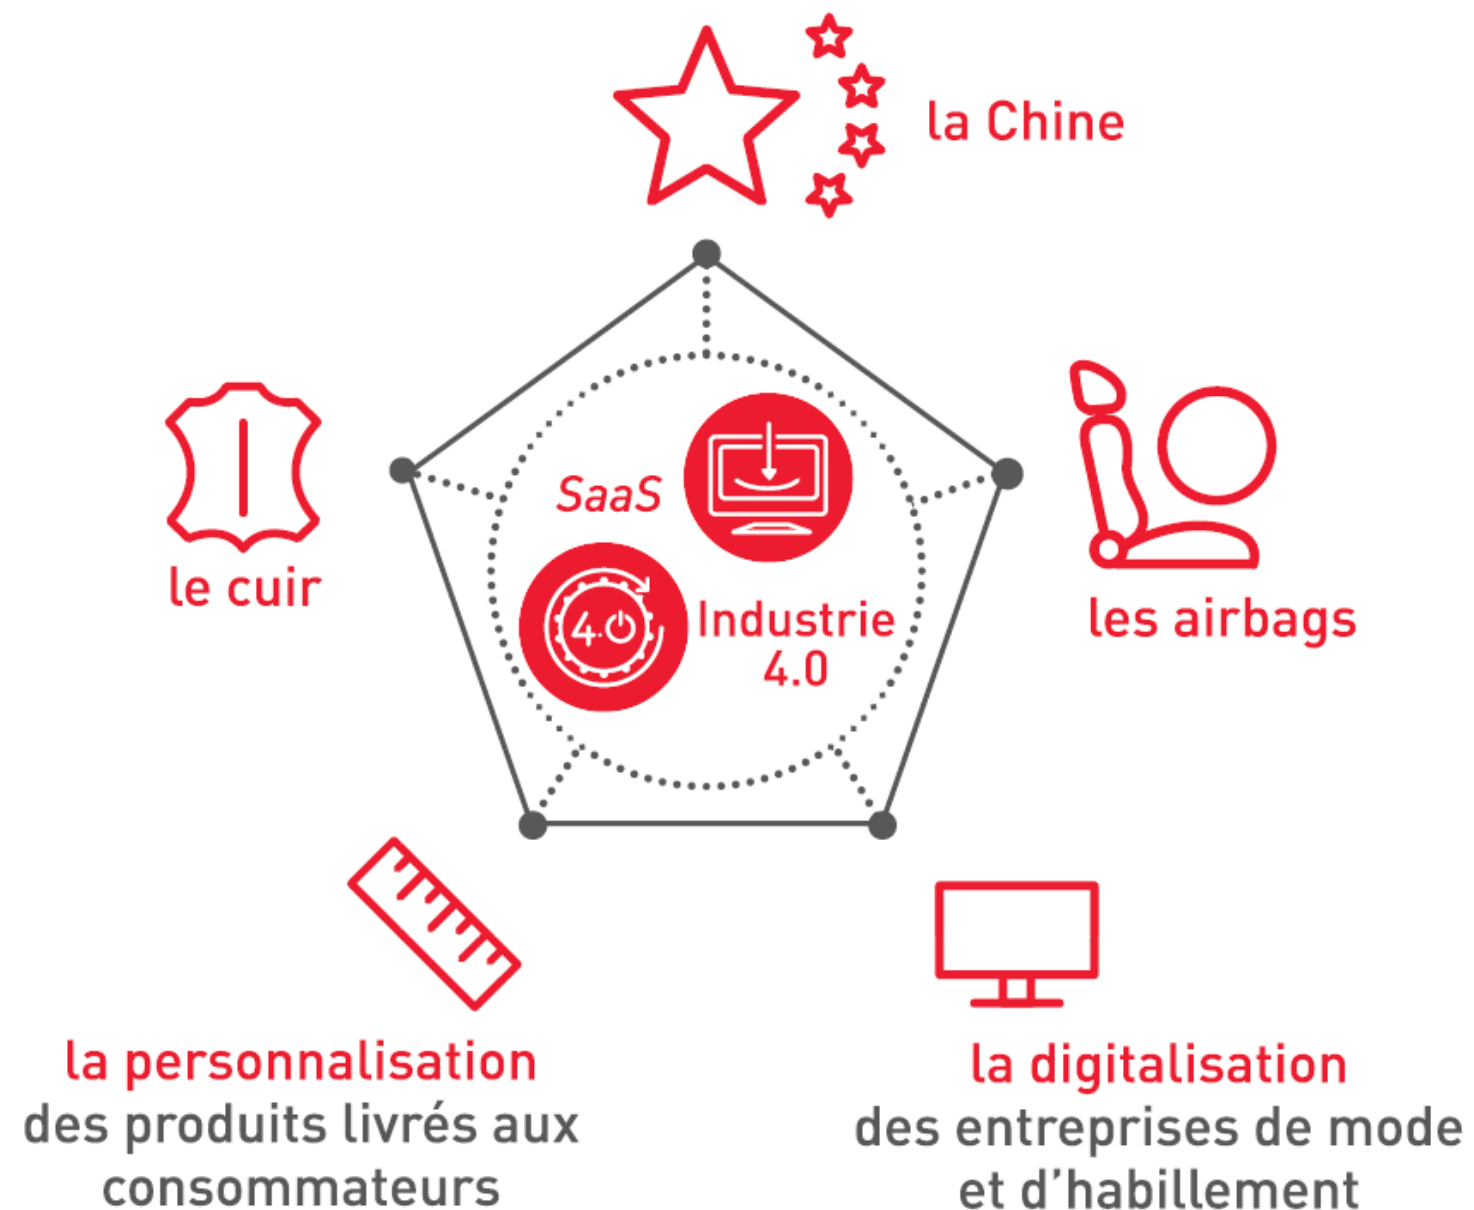 la Chine
le cuir
SaaS
4.0
Industrie
4.0
les airbags
la personnalisation
des produits livrés aux
consommateurs
la digitalisation
des entreprises de mode
et d’habillement